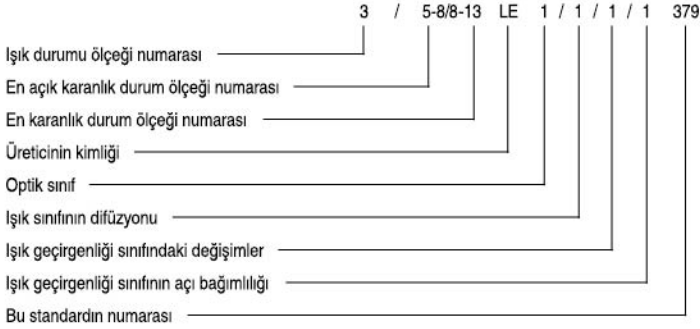 3 / 5-8/8-13 LE 1 / 1 / 1 / 1 379
Işık durumu ölçeği numarası
En açık karanlık durum ölçeği numarası
En karanlık durum ölçeği numarası
Üreticinin kimliği
Optik sınıf
Işık sınıfının difüzyonu
Işık geçirgenliği sınıfındaki değişimler
Işık geçirgenliği sınıfının açı bağımlılığı
Bu standardın numarası